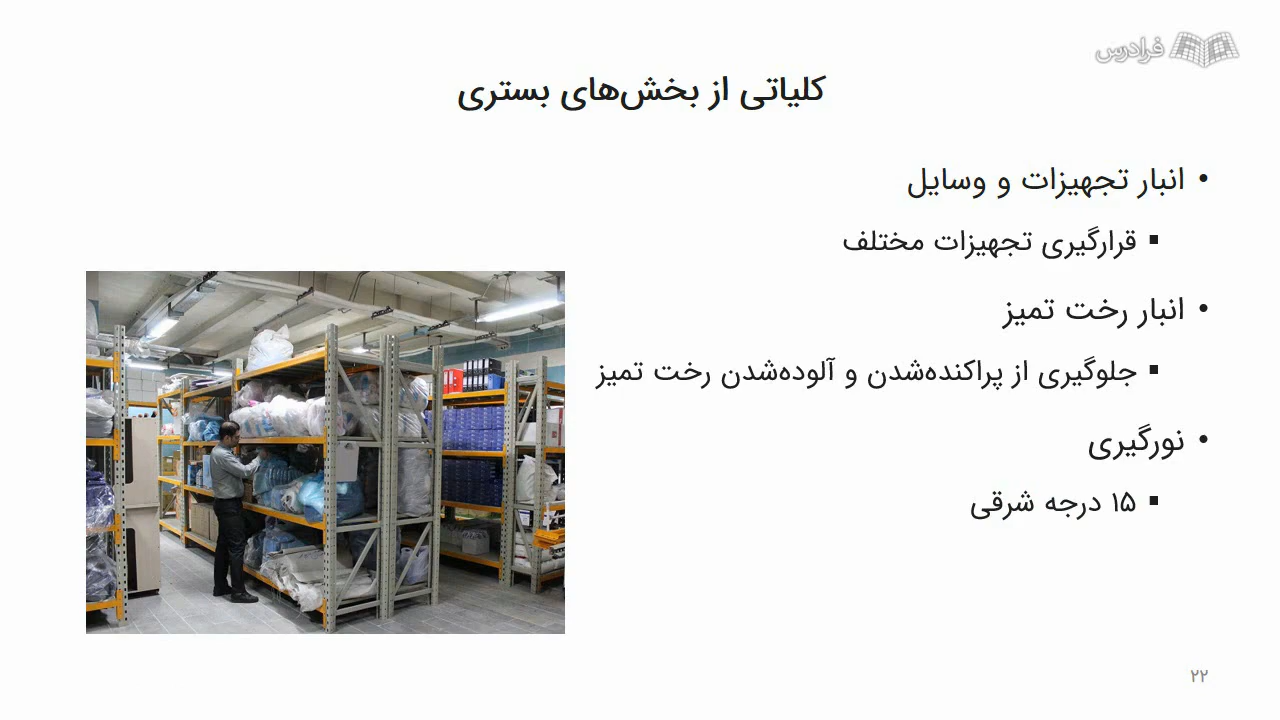 فرادرس
کلیاتی از بخش‌های بستری
• انبار تجهیزات و وسایل
▪ قرارگیری تجهیزات مختلف
• انبار رخت تمیز
▪ جلوگیری از پراکنده‌شدن و آلوده‌شدن رخت تمیز
• نورگیری
▪ ۱۵ درجه شرقی
۲۲